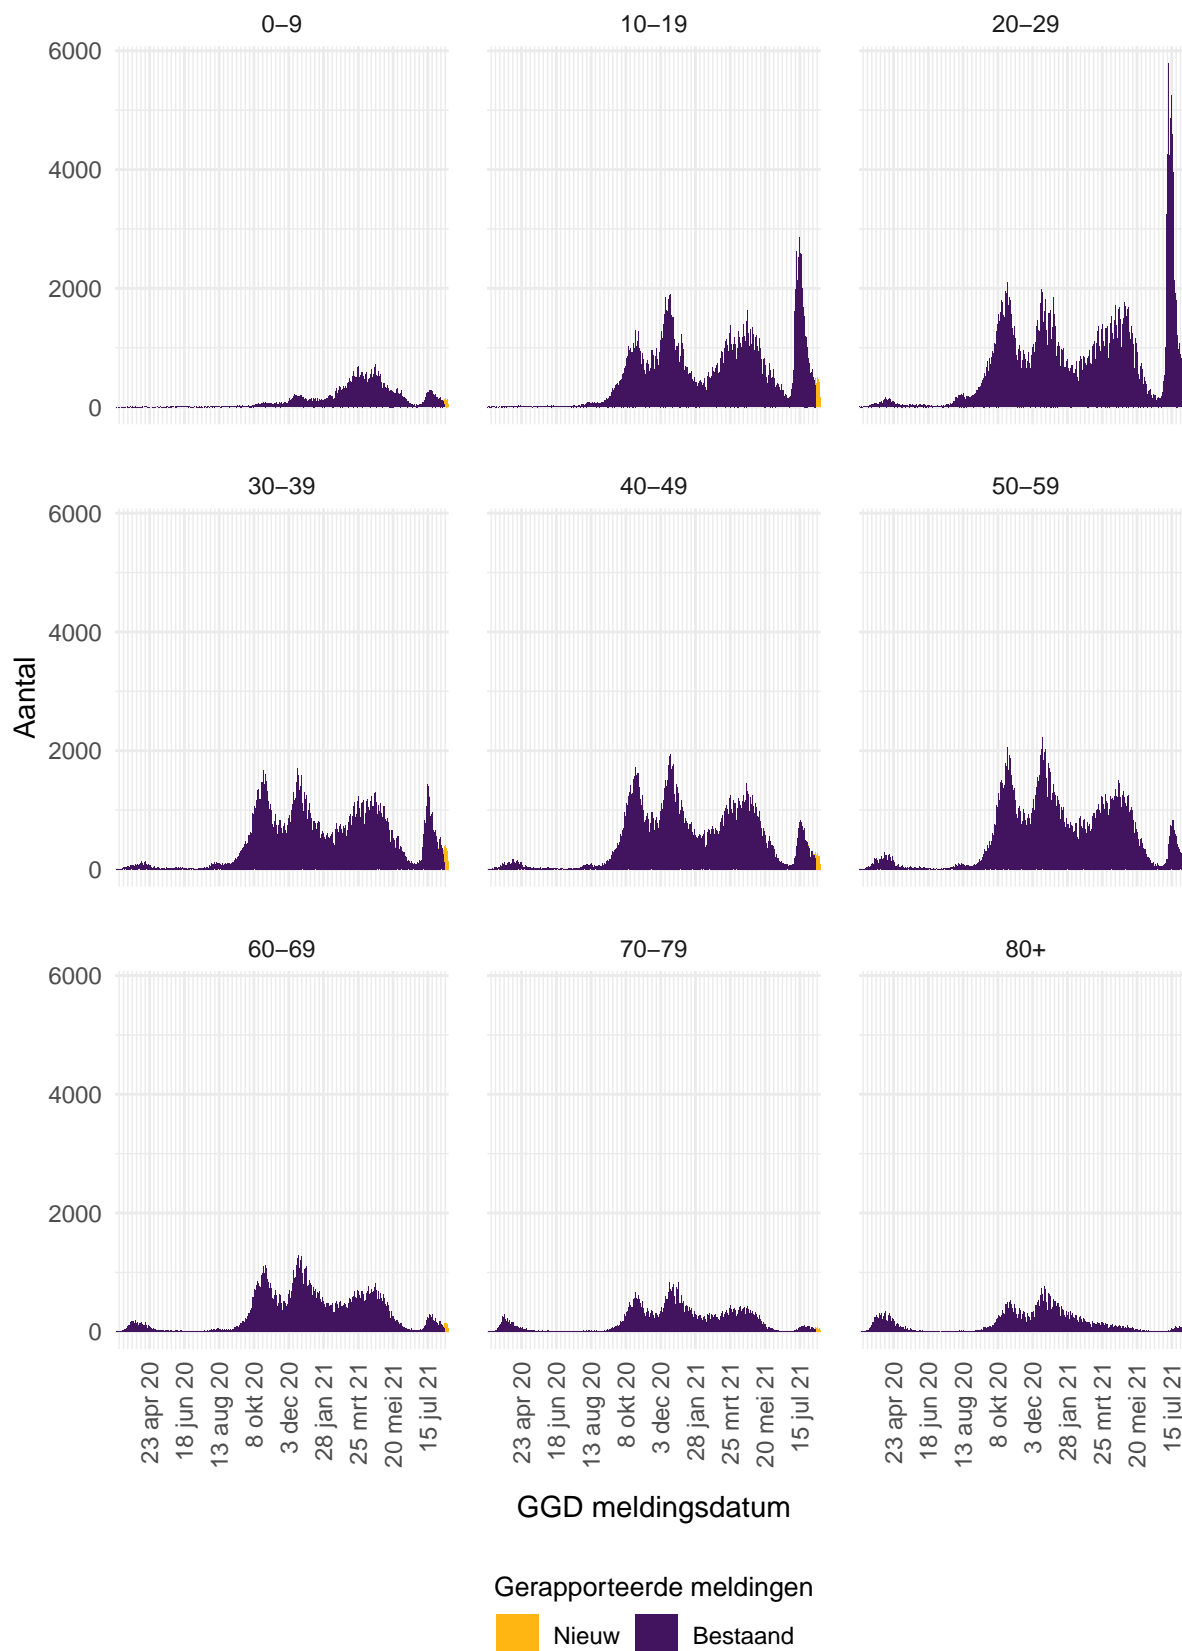 0–9 10–19 20–29
6000
4000
2000
0
30–39 40–49 50–59
6000
4000
2000
0
Aantal
60–69 70–79 80+
6000
4000
2000
0
23 apr 20 18 jun 20 13 aug 20 8 okt 20 3 dec 20 28 jan 21 25 mrt 21 20 mei 21 15 jul 21
23 apr 20 18 jun 20 13 aug 20 8 okt 20 3 dec 20 28 jan 21 25 mrt 21 20 mei 21 15 jul 21
23 apr 20 18 jun 20 13 aug 20 8 okt 20 3 dec 20 28 jan 21 25 mrt 21 20 mei 21 15 jul 21
GGD meldingsdatum
Gerapporteerde meldingen
Nieuw Bestaand